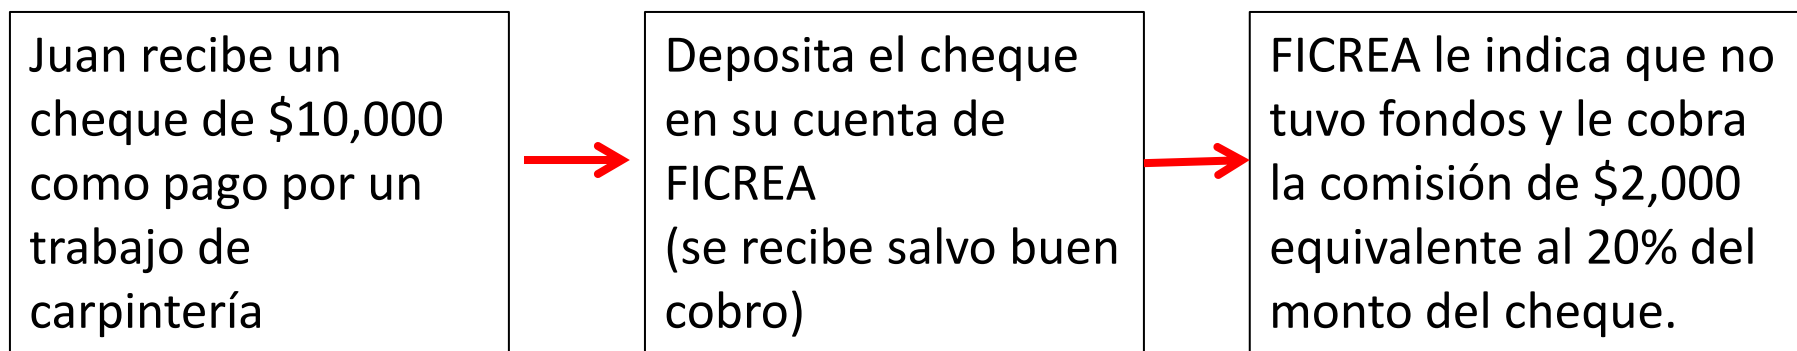 Juan recibe un
cheque de $10,000
como pago por un
trabajo de
carpintería
Deposita el cheque
en su cuenta de
FICREA
(se recibe salvo buen
cobro)
FICREA le indica que no
tuvo fondos y le cobra
la comisión de $2,000
equivalente al 20% del
monto del cheque.